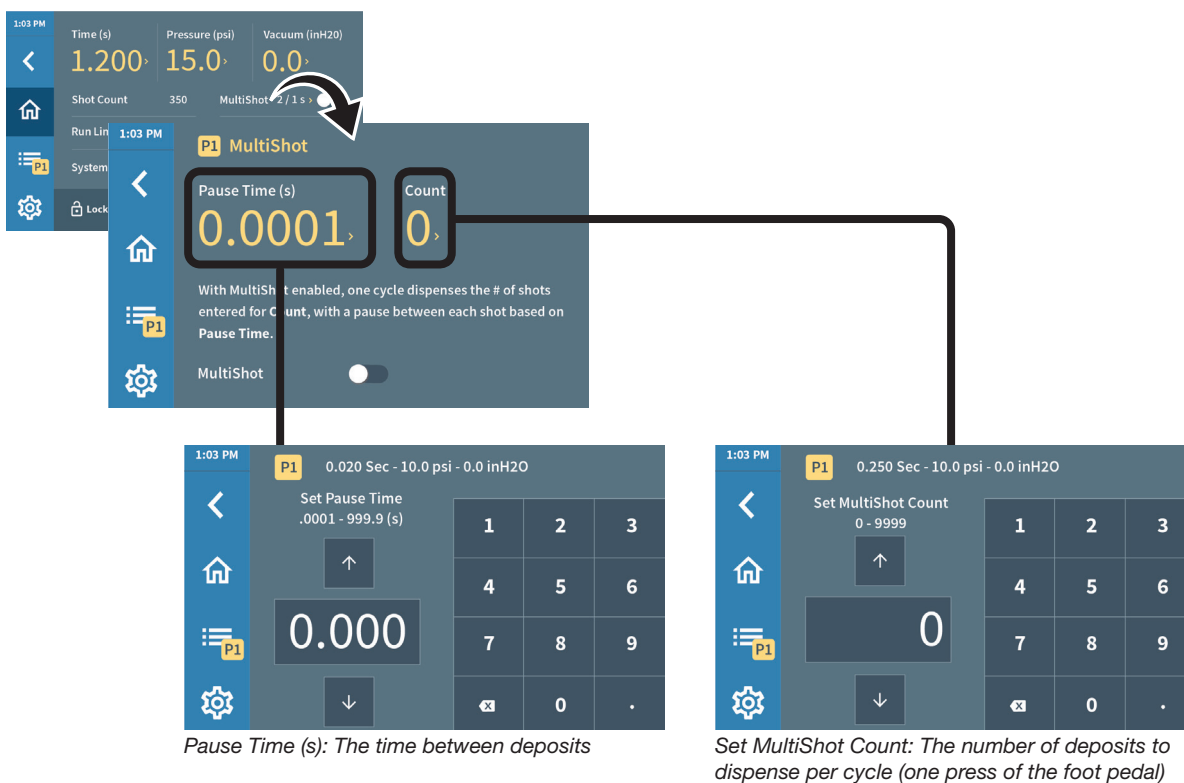 1:03 PM
Time (s) Pressure (psi) Vacuum (inH20)
1.200 › 15.0 › 0.0 ›
Shot Count 350 MultiShot 2 / 1 s ›
Run Lin
P1
System
Lock
1:03 PM
P1 MultiShot
Pause Time (s) Count
0.0001 › 0 ›
With MultiShot enabled, one cycle dispenses the # of shots
entered for Count, with a pause between each shot based on
Pause Time.
P1
MultiShot
1:03 PM
P1 0.020 Sec - 10.0 psi - 0.0 inH2O
Set Pause Time
.0001 - 999.9 (s)
1 2 3
4 5 6
0.000
P1
7 8 9
x 0 .
Pause Time (s): The time between deposits
1:03 PM
P1 0.250 Sec - 10.0 psi - 0.0 inH2O
Set MultiShot Count
0 - 9999
1 2 3
4 5 6
0
P1
7 8 9
x 0 .
Set MultiShot Count: The number of deposits to
dispense per cycle (one press of the foot pedal)